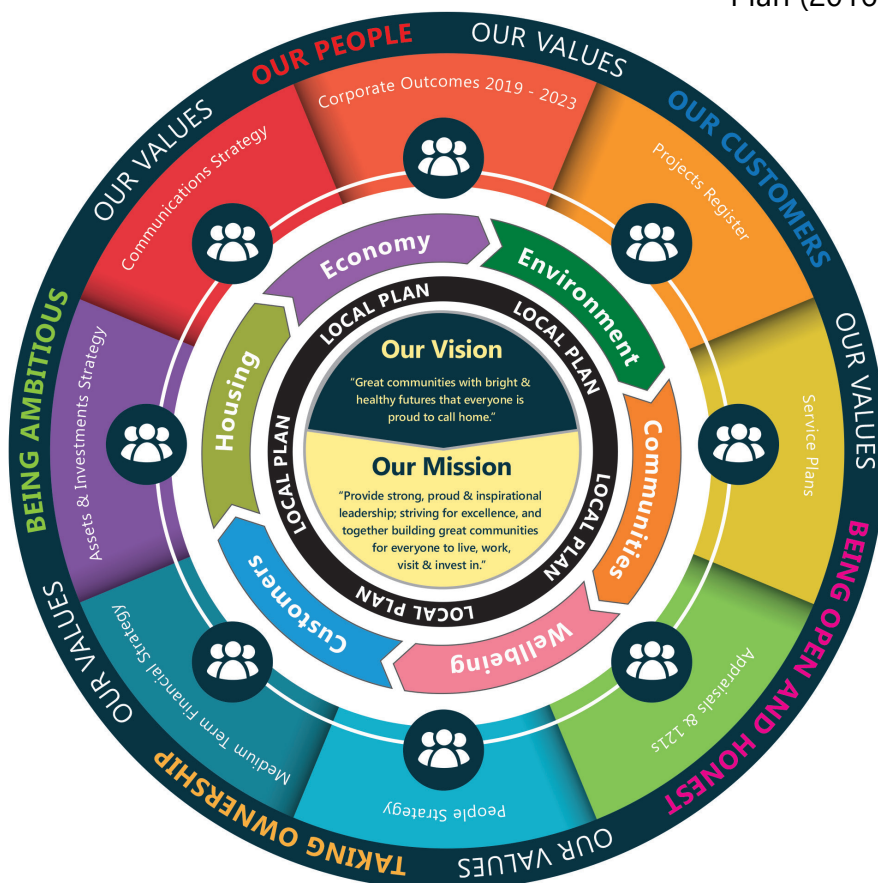 Plan (2016
OUR PEOPLE
OUR VALUES
OUR CUSTOMERS
OUR VALUES
BEING OPEN AND HONEST
OUR VALUES
TAKING OWNERSHIP
OUR VALUES
BEING AMBITIOUS
OUR VALUES
Corporate Outcomes 2019 - 2023
Projects Register
Service Plans
Appraisals & 121s
People Strategy
Medium Term Financial Strategy
Assets & Investments Strategy
Communications Strategy
Economy
Environment
Communities
Wellbeing
Customers
Housing
LOCAL PLAN
LOCAL PLAN
LOCAL PLAN
LOCAL PLAN
LOCAL PLAN
LOCAL PLAN
Our Vision
“Great communities with bright &
healthy futures that everyone is
proud to call home.”
Our Mission
“Provide strong, proud & inspirational
leadership; striving for excellence, and
together building great communities
for everyone to live, work,
visit & invest in.”